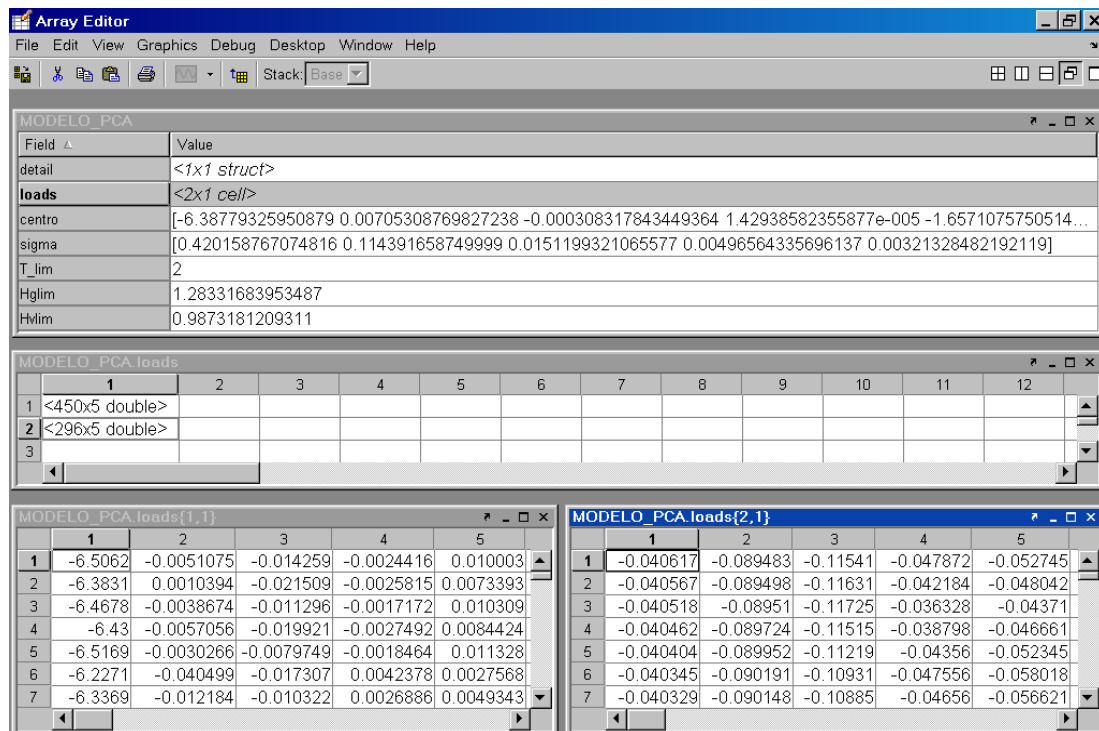 Array Editor
File Edit View Graphics Debug Desktop Window Help
Stack: Base
MODELO_PCA
Field Value
detail <1x1 struct>
loads <2x1 cell>
centro [-6.38779325950879 0.00705308769827238 -0.000308317843449364 1.42938582355877e-005 -1.6571075750514...
sigma [0.420158767074816 0.114391658749999 0.0151199321065577 0.00496564335696137 0.00321328482192119]
T_lim 2
Hglim 1.28331683953487
Hvlim 0.9873181209311
MODELO_PCA.loads
1 2 3 4 5 6 7 8 9 10 11 12
1 <450x5 double>
2 <296x5 double>
3
MODELO_PCA.loads{1,1}
1 2 3 4 5
1 -6.5062 -0.0051075 -0.014259 -0.0024416 0.010003
2 -6.3831 0.0010394 -0.021509 -0.0025815 0.0073393
3 -6.4678 -0.0038674 -0.011296 -0.0017172 0.010309
4 -6.43 -0.0057056 -0.019921 -0.0027492 0.0084424
5 -6.5169 -0.0030266 -0.0079749 -0.0018464 0.011328
6 -6.2271 -0.040499 -0.017307 0.0042378 0.0027568
7 -6.3369 -0.012184 -0.010322 0.0026886 0.0049343
MODELO_PCA.loads{2,1}
1 2 3 4 5
1 -0.040617 -0.089483 -0.11541 -0.047872 -0.052745
2 -0.040567 -0.089498 -0.11631 -0.042184 -0.048042
3 -0.040518 -0.08951 -0.11725 -0.036328 -0.04371
4 -0.040462 -0.089724 -0.11515 -0.038798 -0.046661
5 -0.040404 -0.089952 -0.11219 -0.04356 -0.052345
6 -0.040345 -0.090191 -0.10931 -0.047556 -0.058018
7 -0.040329 -0.090148 -0.10885 -0.04656 -0.056621